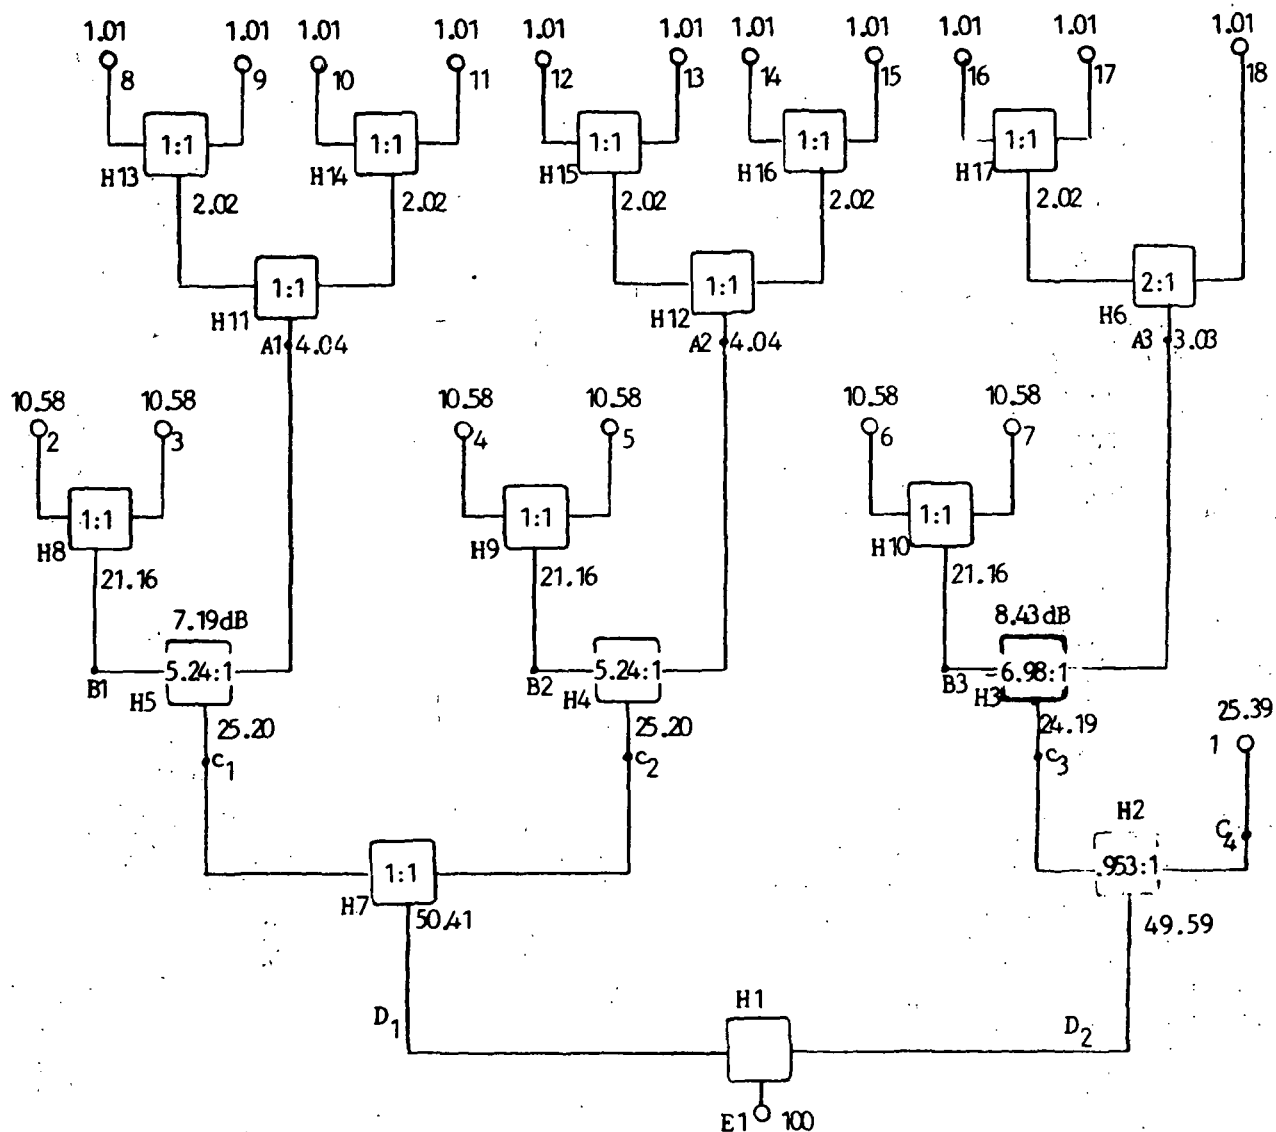 1.01 1.01 1.01 1.01 1.01 1.01 1.01 1.01 1.01 1.01 1.01
8 9 10 11 12 13 14 15 16 17 18
1:1 1:1 1:1 1:1 1:1
H13 H14 H15 H16 H17
2.02 2.02 2.02 2.02 2.02
1:1 1:1 2:1
H11 H12 H6
A1 4.04 A2 4.04 A3 3.03
10.58 10.58 10.58 10.58 10.58 10.58
2 3 4 5 6 7
1:1 1:1 1:1
H8 H9 H10
21.16 21.16 21.16
7.19dB 8.43dB
5.24:1 5.24:1 6.98:1
B1 H5 B2 H4 B3 H3
25.20 25.20 24.19 25.39
C1 C2 C3 1
H2 C4
1:1 .953:1
H7 50.41 49.59
D1 H1 D2
E1 100